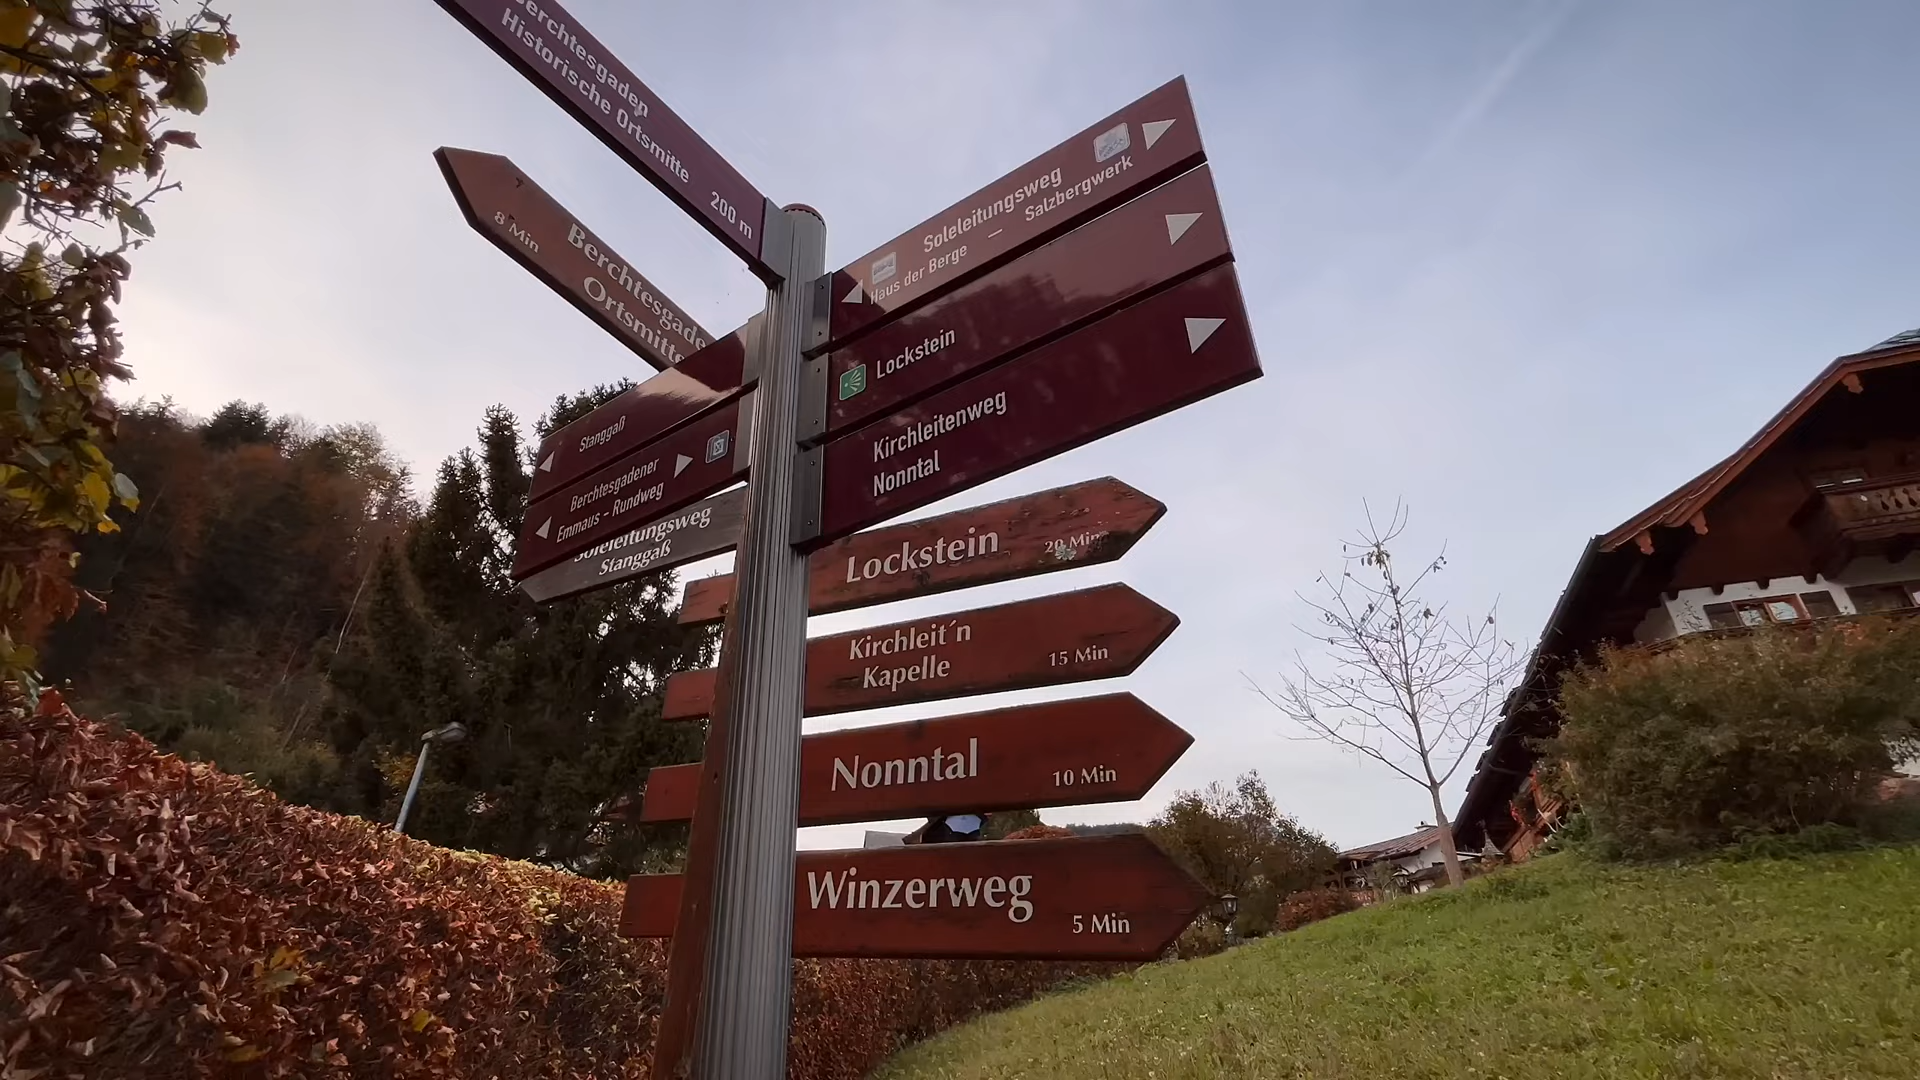 Berchtesgaden
Historische Ortsmitte
200 m
8 Min
Berchtesgade
Ortsmitte
Soleleitungsweg
Haus der Berge – Salzbergwerk
Lockstein
Kirchleitenweg
Nonntal
Stanggaß
Berchtesgadener
Emmaus - Rundweg
Soleleitungsweg
Stanggaß
Lockstein 20 Min
Kirchleit´n
Kapelle 15 Min
Nonntal 10 Min
Winzerweg 5 Min